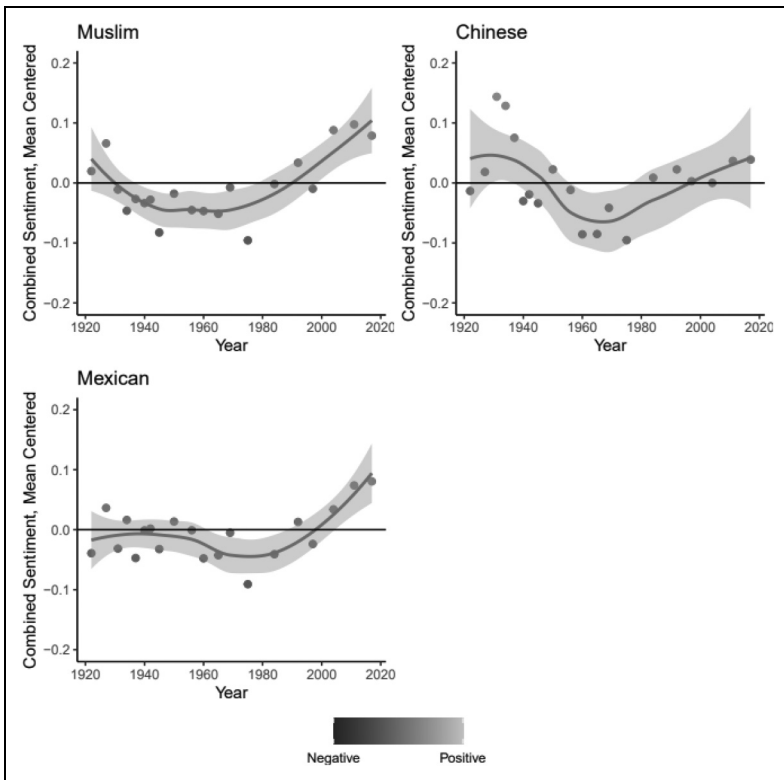 Muslim
Combined Sentiment, Mean Centered
0.2
0.1
0.0
−0.1
−0.2
1920 1940 1960 1980 2000 2020
Year
Chinese
Combined Sentiment, Mean Centered
0.2
0.1
0.0
−0.1
−0.2
1920 1940 1960 1980 2000 2020
Year
Mexican
Combined Sentiment, Mean Centered
0.2
0.1
0.0
−0.1
−0.2
1920 1940 1960 1980 2000 2020
Year
Negative Positive